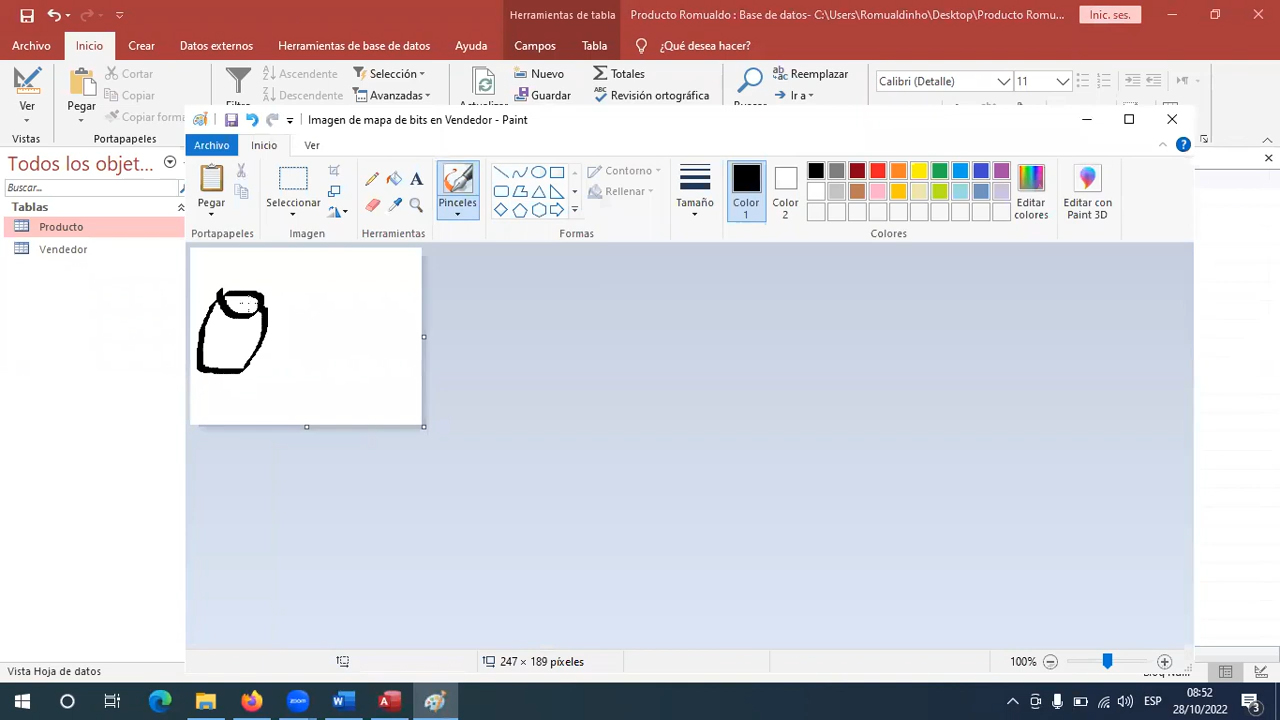 Herramientas de tabla
Producto Romualdo : Base de datos- C:\Users\Romualdinho\Desktop\Producto Romu...
Inic. ses.
Archivo
Inicio
Crear
Datos externos
Herramientas de base de datos
Ayuda
Campos
Tabla
¿Qué desea hacer?
Ver
Pegar
Cortar
Copiar
Copiar forma
Ascendente
Descendente
Selección
Avanzadas
Nuevo
Guardar
Totales
Revisión ortográfica
Reemplazar
Ir a
Calibri (Detalle)
11
Vistas
Portapapeles
Imagen de mapa de bits en Vendedor - Paint
Archivo
Inicio
Ver
Pegar
Seleccionar
Pinceles
Contorno
Rellenar
Tamaño
Color
1
Color
2
Editar
colores
Editar con
Paint 3D
Portapapeles
Imagen
Herramientas
Formas
Colores
Todos los objet...
Buscar...
Tablas
Producto
Vendedor
247 × 189 píxeles
100%
Vista Hoja de datos
Bloq Núm
ESP
08:52
28/10/2022
3